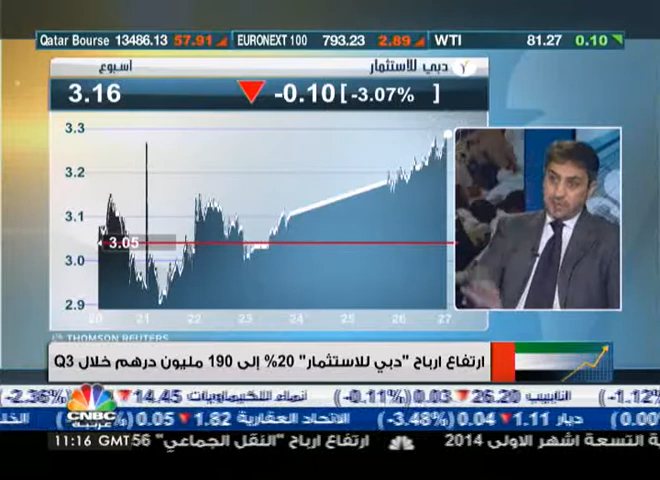 Qatar Bourse 13486.13 57.91 EURONEXT 100 793.23 2.89 WTI 81.27 0.10
دبي للاستثمار اسبوع
3.16 -0.10 [ -3.07% ]
3.3
3.2
3.1
3.05
3.0
2.9
20 21 22 23 24 25 26 27
THOMSON REUTERS
ارتفاع ارباح "دبي للاستثمار" 20% إلى 190 مليون درهم خلال Q3
-1.12% الأنابيب 26.20 0.03 (-0.11%) انماء للكيماويات 14.45 -2.36%
(0.00 ديار 1.11 0.04 (-3.48%) الاتحاد العقارية 1.82 0.05
CNBC عربية
11:16 GMT التسعة اشهر الاولى 2014 ارتفاع ارباح "النقل الجماعي" 56